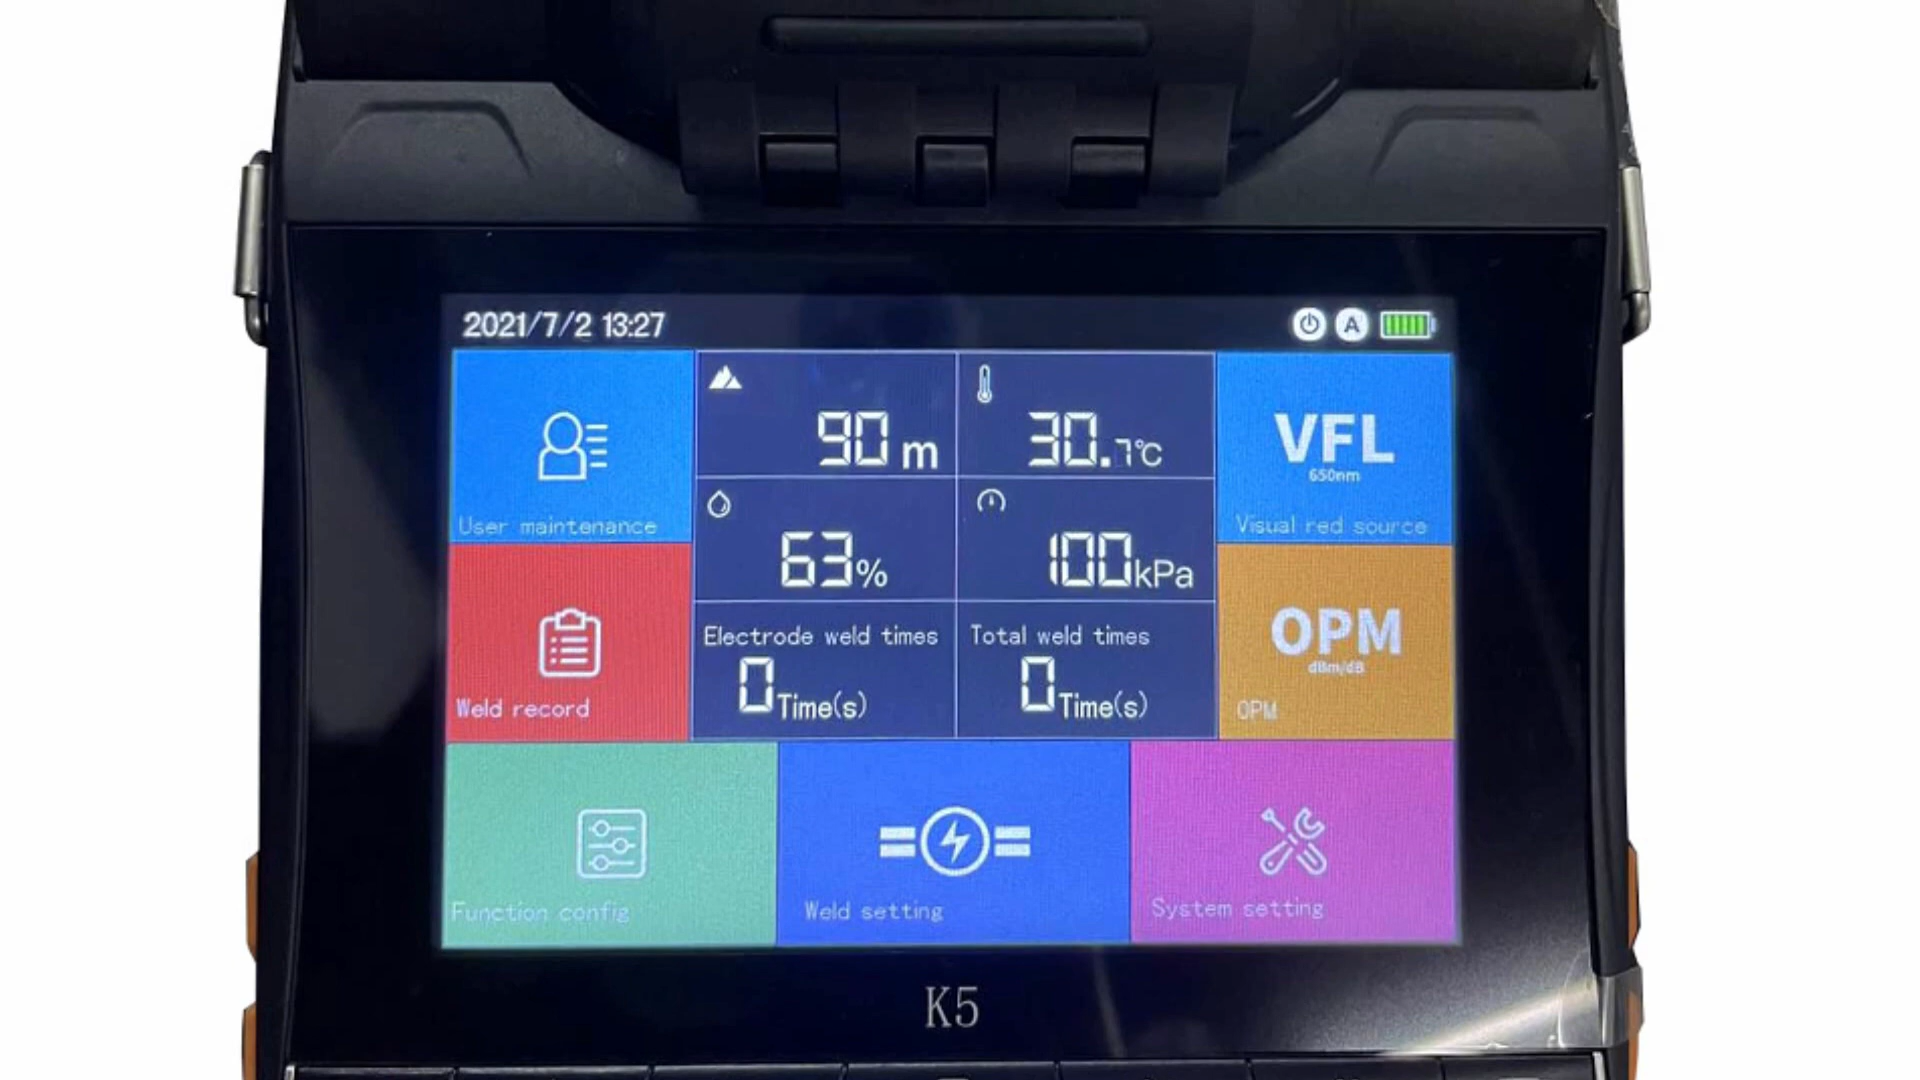 2021/7/2 13:27
A
90 m
30.7℃
VFL
650nm
User maintenance
Visual red source
63%
100kPa
Electrode weld times
0 Time(s)
Total weld times
0 Time(s)
OPM
dBm/dB
Weld record
OPM
Function config
Weld setting
System setting
K5